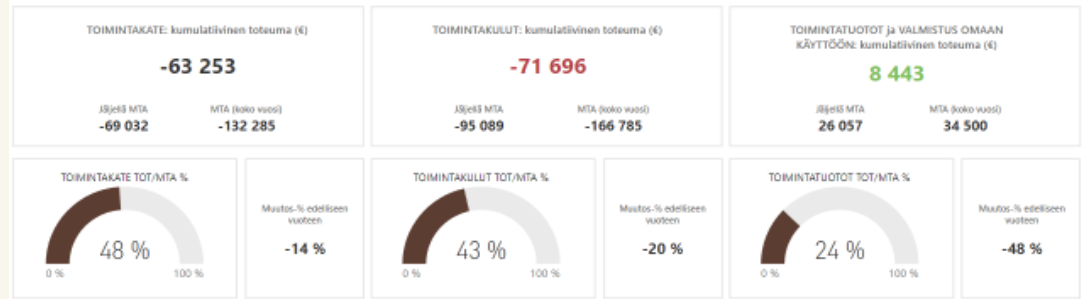 TOIMINTAKATE: kumulatiivinen toteuma (€)
-63 253
Jäljellä MTA
MTA (koko vuosi)
-69 032
-132 285
TOIMINTAKULUT: kumulatiivinen toteuma (€)
-71 696
Jäljellä MTA
MTA (koko vuosi)
-95 089
-166 785
TOIMINTATUOTOT ja VALMISTUS OMAAN
KÄYTTÖÖN: kumulatiivinen toteuma (€)
8 443
Jäljellä MTA
MTA (koko vuosi)
26 057
34 500
TOIMINTAKATE TOT/MTA %
48 %
0 %
100 %
Muutos-% edelliseen
vuoteen
-14 %
TOIMINTAKULUT TOT/MTA %
43 %
0 %
100 %
Muutos-% edelliseen
vuoteen
-20 %
TOIMINTATUOTOT TOT/MTA %
24 %
0 %
100 %
Muutos-% edelliseen
vuoteen
-48 %